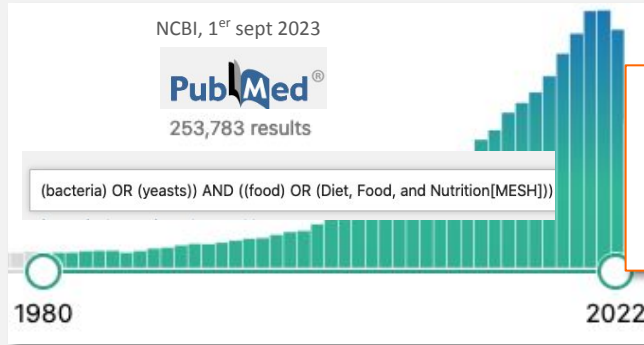 NCBI, 1er sept 2023
PubMed®
253,783 results
(bacteria) OR (yeasts)) AND ((food) OR (Diet, Food, and Nutrition[MESH]))
1980
2022